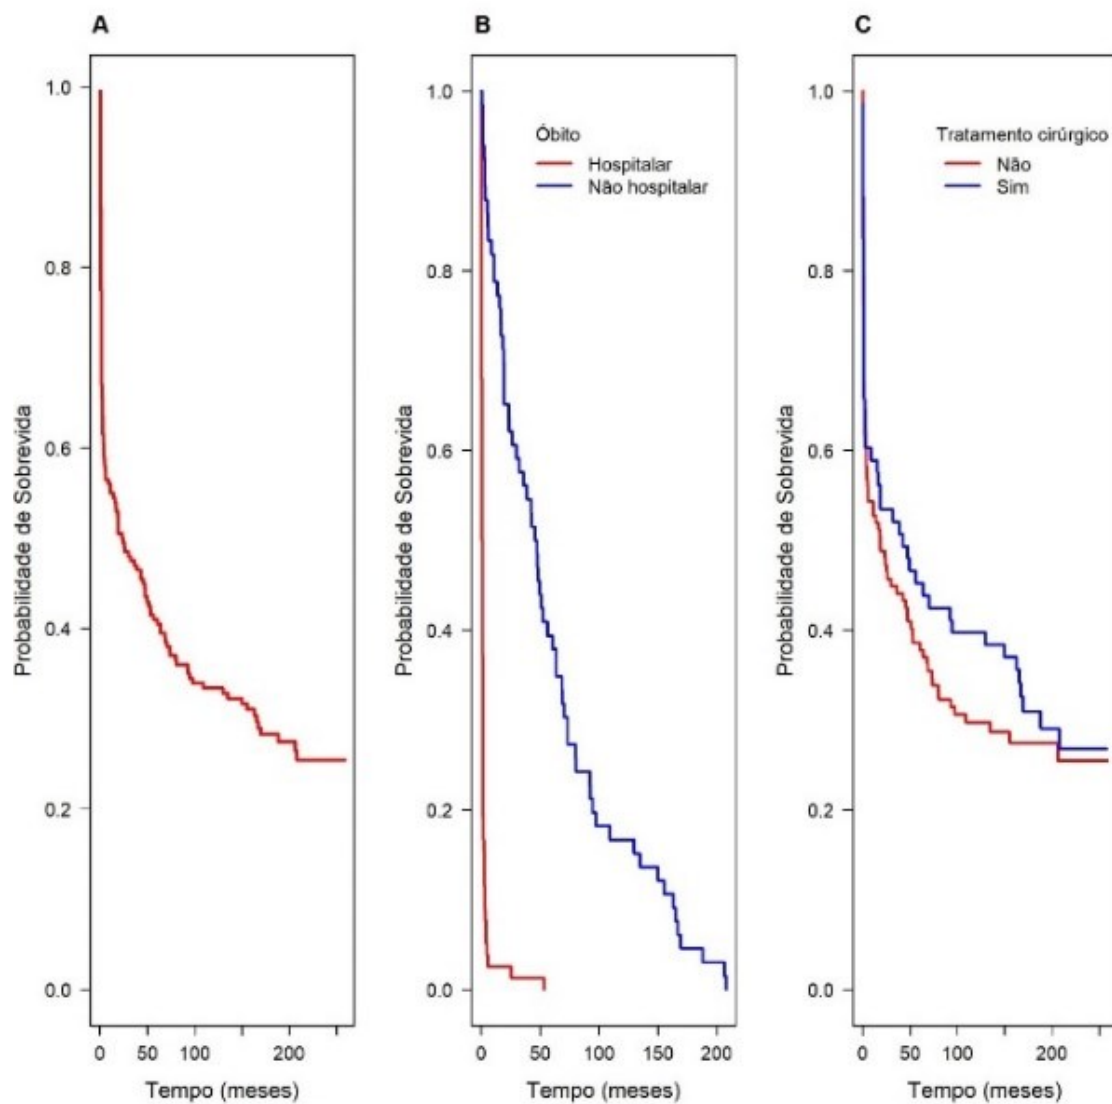 A
Probabilidade de Sobrevida
1.0
0.8
0.6
0.4
0.2
0.0
0 50 100 200
Tempo (meses)
B
Óbito
Hospitalar
Não hospitalar
Probabilidade de Sobrevida
1.0
0.8
0.6
0.4
0.2
0.0
0 50 100 150 200
Tempo (meses)
C
Tratamento cirúrgico
Não
Sim
Probabilidade de Sobrevida
1.0
0.8
0.6
0.4
0.2
0.0
0 50 100 200
Tempo (meses)